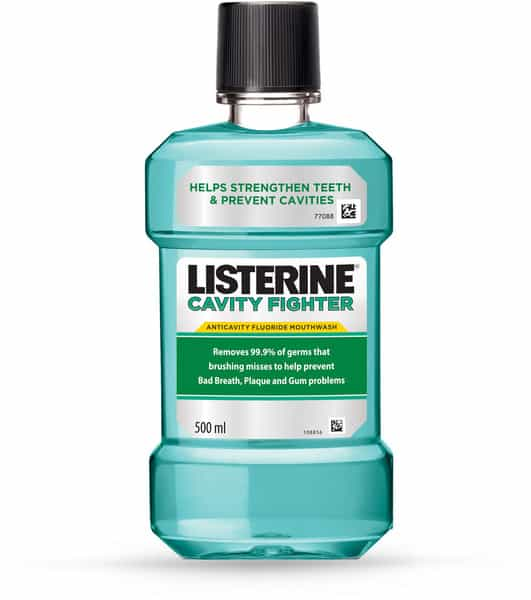 HELPS STRENGTHEN TEETH
& PREVENT CAVITIES
77088
LISTERINE®
CAVITY FIGHTER
ANTICAVITY FLUORIDE MOUTHWASH
Removes 99.9% of germs that
brushing misses to help prevent
Bad Breath, Plaque and Gum problems
500 ml